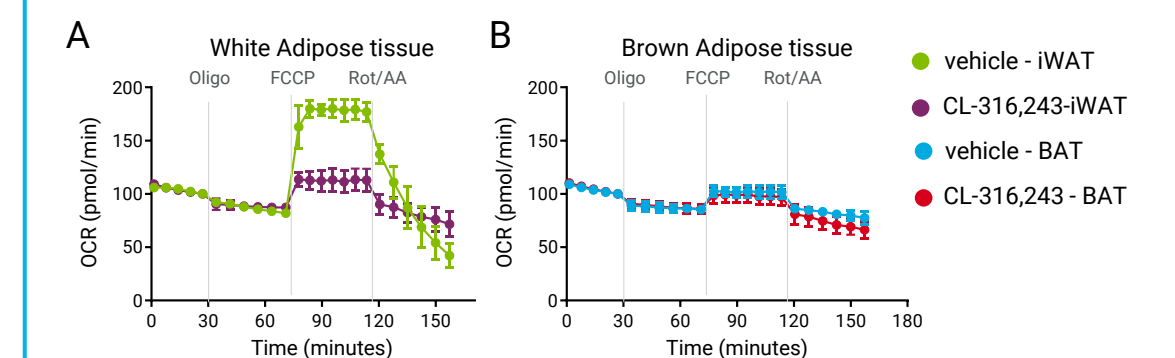 A
White Adipose tissue
Oligo FCCP Rot/AA
200
150
100
50
0
OCR (pmol/min)
0 30 60 90 120 150
Time (minutes)
B
Brown Adipose tissue
Oligo FCCP Rot/AA
200
150
100
50
0
OCR (pmol/min)
0 30 60 90 120 150 180
Time (minutes)
vehicle - iWAT
CL-316,243-iWAT
vehicle - BAT
CL-316,243 - BAT